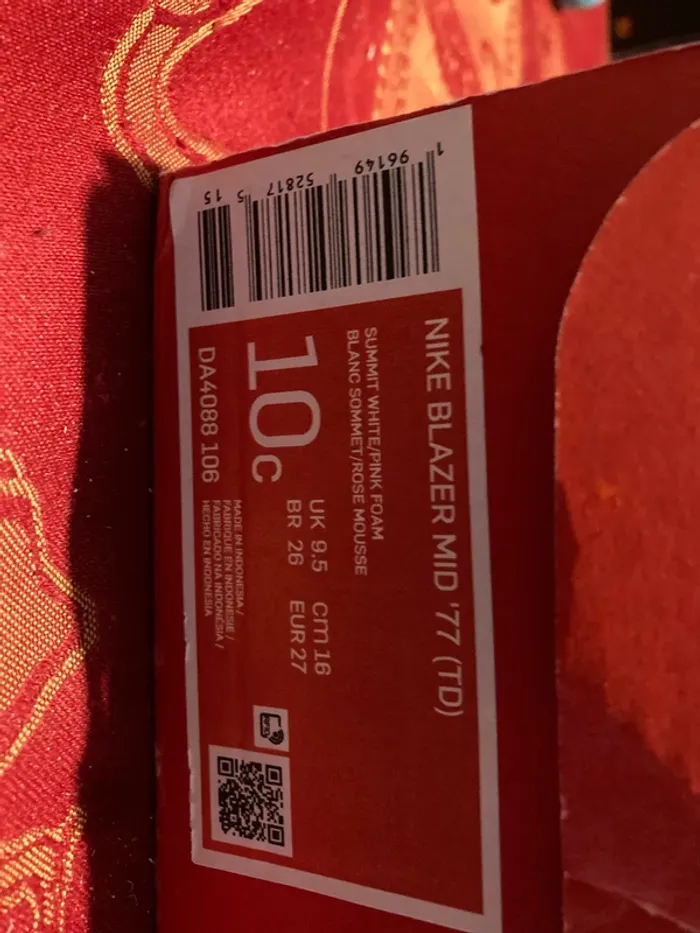 NIKE BLAZER MID '77 (TD)
SUMMIT WHITE/PINK FOAM
BLANC SOMMET/ROSE MOUSSE
10C
UK 9.5 cm 16
BR 26 EUR 27
DA4088 106
MADE IN INDONESIA /
FABRIQUE EN INDONESIE /
FABRICADO NA INDONÉSIA /
HECHO EN INDONESIA
1 96149 52817 5 15